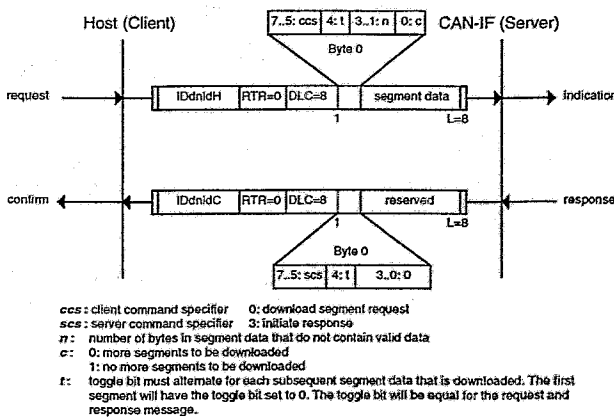 7..5: ccs 4: t 3..1: n 0: c
Host (Client) CAN-IF (Server)
Byte 0
request IDdnldH RTR=0 DLC=8 segment data indication
1 L=8
confirm IDdnldC RTR=0 DLC=8 reserved response
1 L=8
Byte 0
7..5: scs 4: t 3..0: 0
ccs: client command specifier 0: download segment request
scs: server command specifier 3: initiate response
n: number of bytes in segment data that do not contain valid data
c: 0: more segments to be downloaded
1: no more segments to be downloaded
t: toggle bit must alternate for each subsequent segment data that is downloaded. The first
segment will have the toggle bit set to 0. The toggle bit will be equal for the request and
response message.